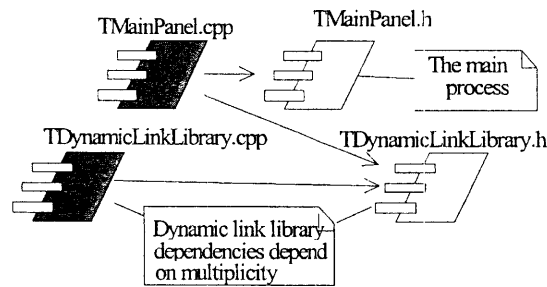 TMainPanel.cpp
TMainPanel.h
The main
process
TDynamicLinkLibrary.cpp
TDynamicLinkLibrary.h
Dynamic link library
dependencies depend
on multiplicity